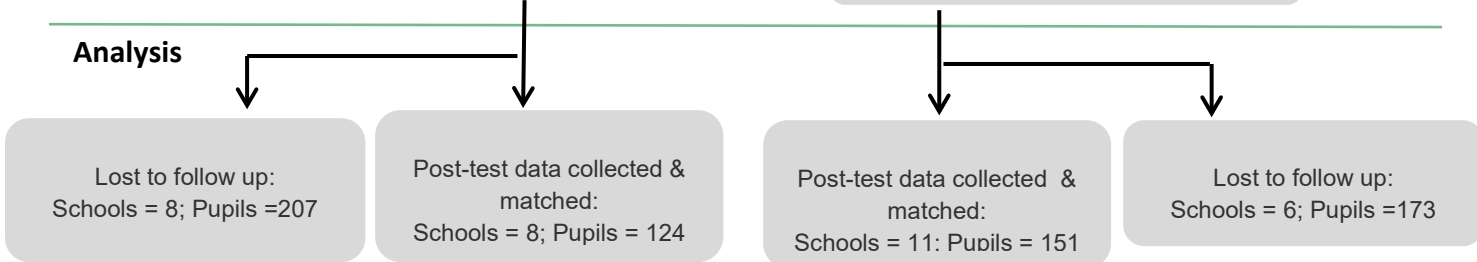 Analysis
Lost to follow up:
Schools = 8; Pupils =207
Post-test data collected &
matched:
Schools = 8; Pupils = 124
Post-test data collected &
matched:
Schools = 11: Pupils = 151
Lost to follow up:
Schools = 6; Pupils =173